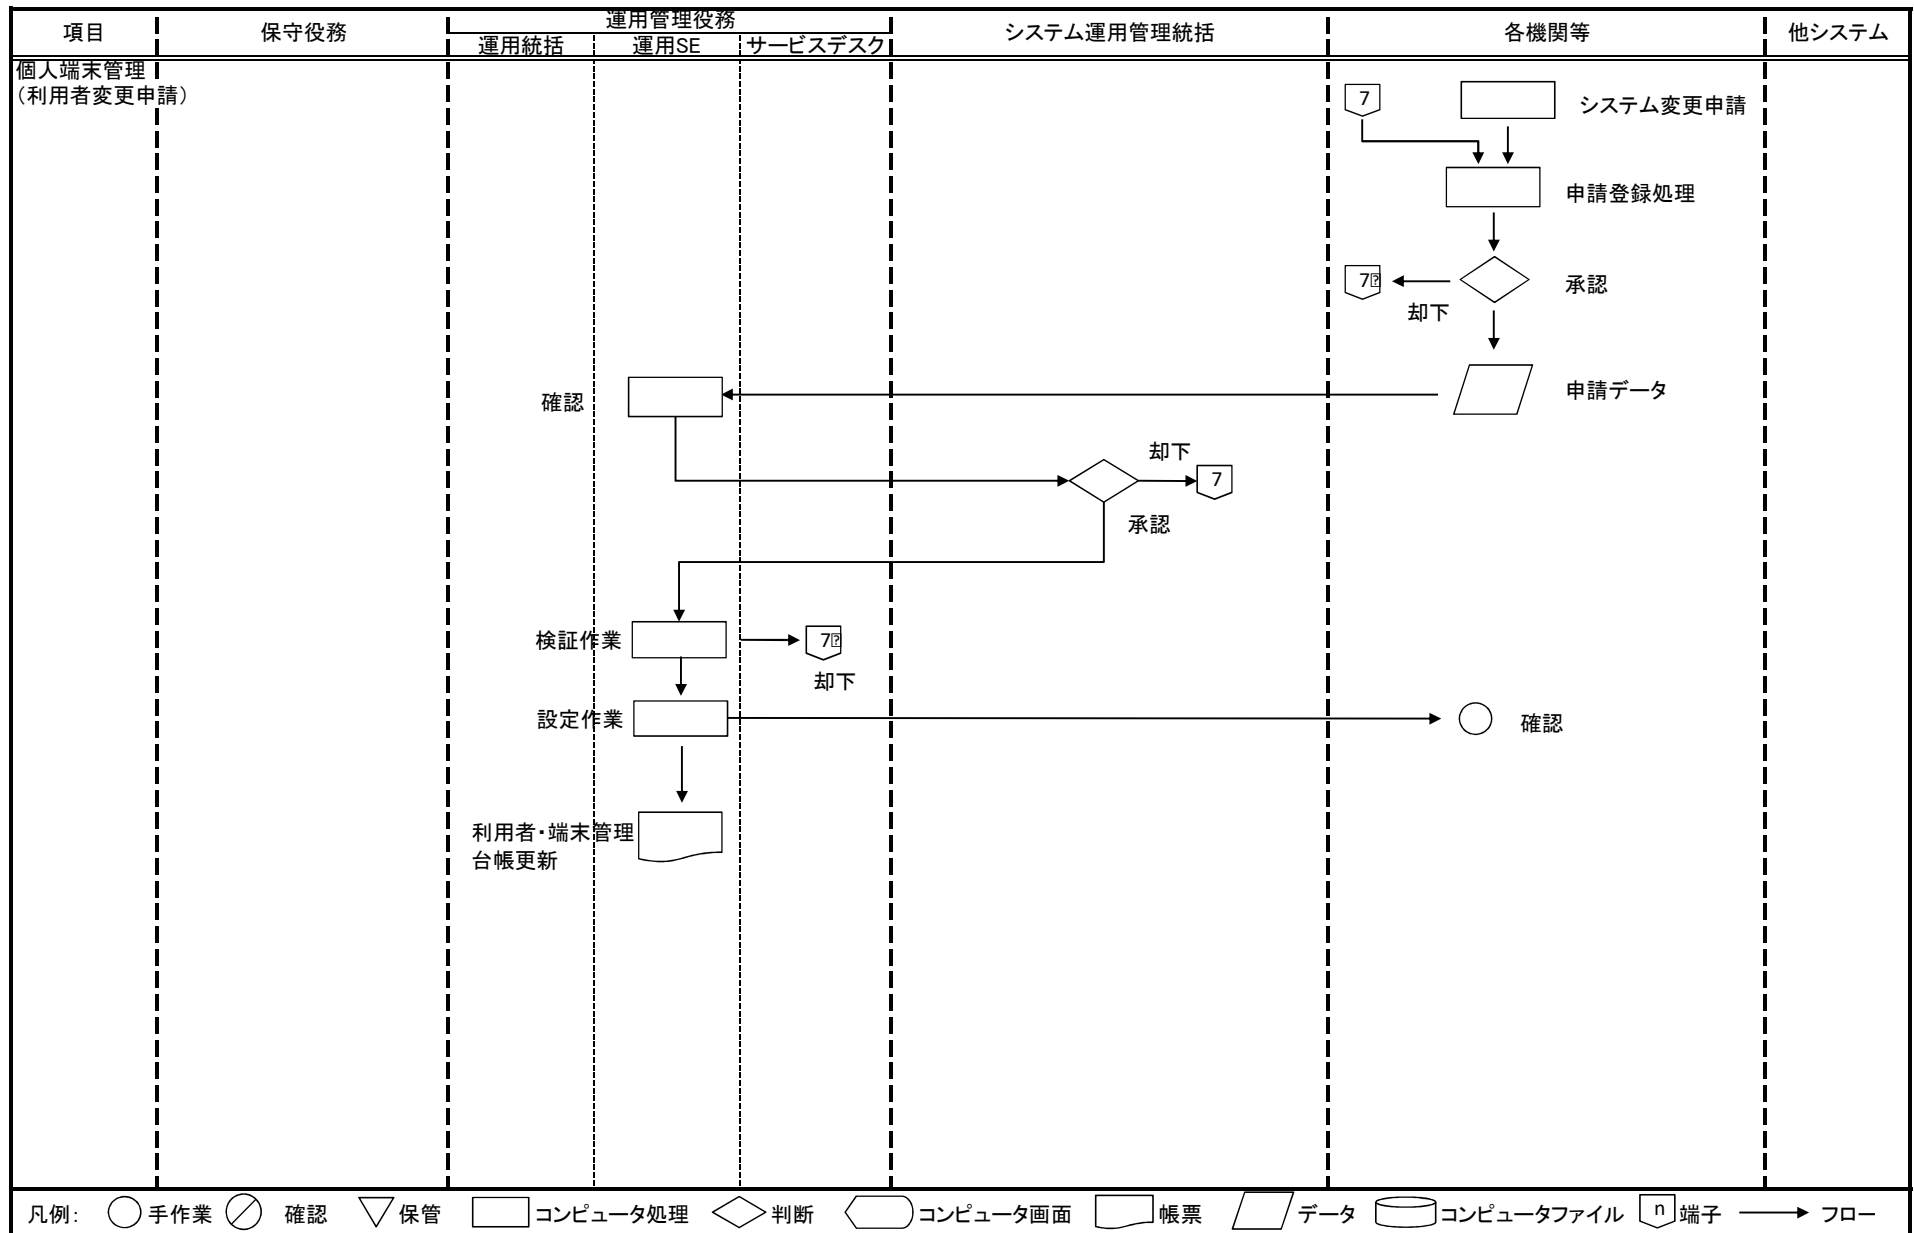 項目
保守役務
運用管理役務
運用統括
運用SE
サービスデスク
システム運用管理統括
各機関等
他システム
個人端末管理
（利用者変更申請）
7
システム変更申請
申請登録処理
7
承認
却下
申請データ
確認
却下
7
承認
検証作業
7
却下
設定作業
確認
利用者・端末管理
台帳更新
凡例：
手作業
確認
保管
コンピュータ処理
判断
コンピュータ画面
帳票
データ
コンピュータファイル
n
端子
フロー